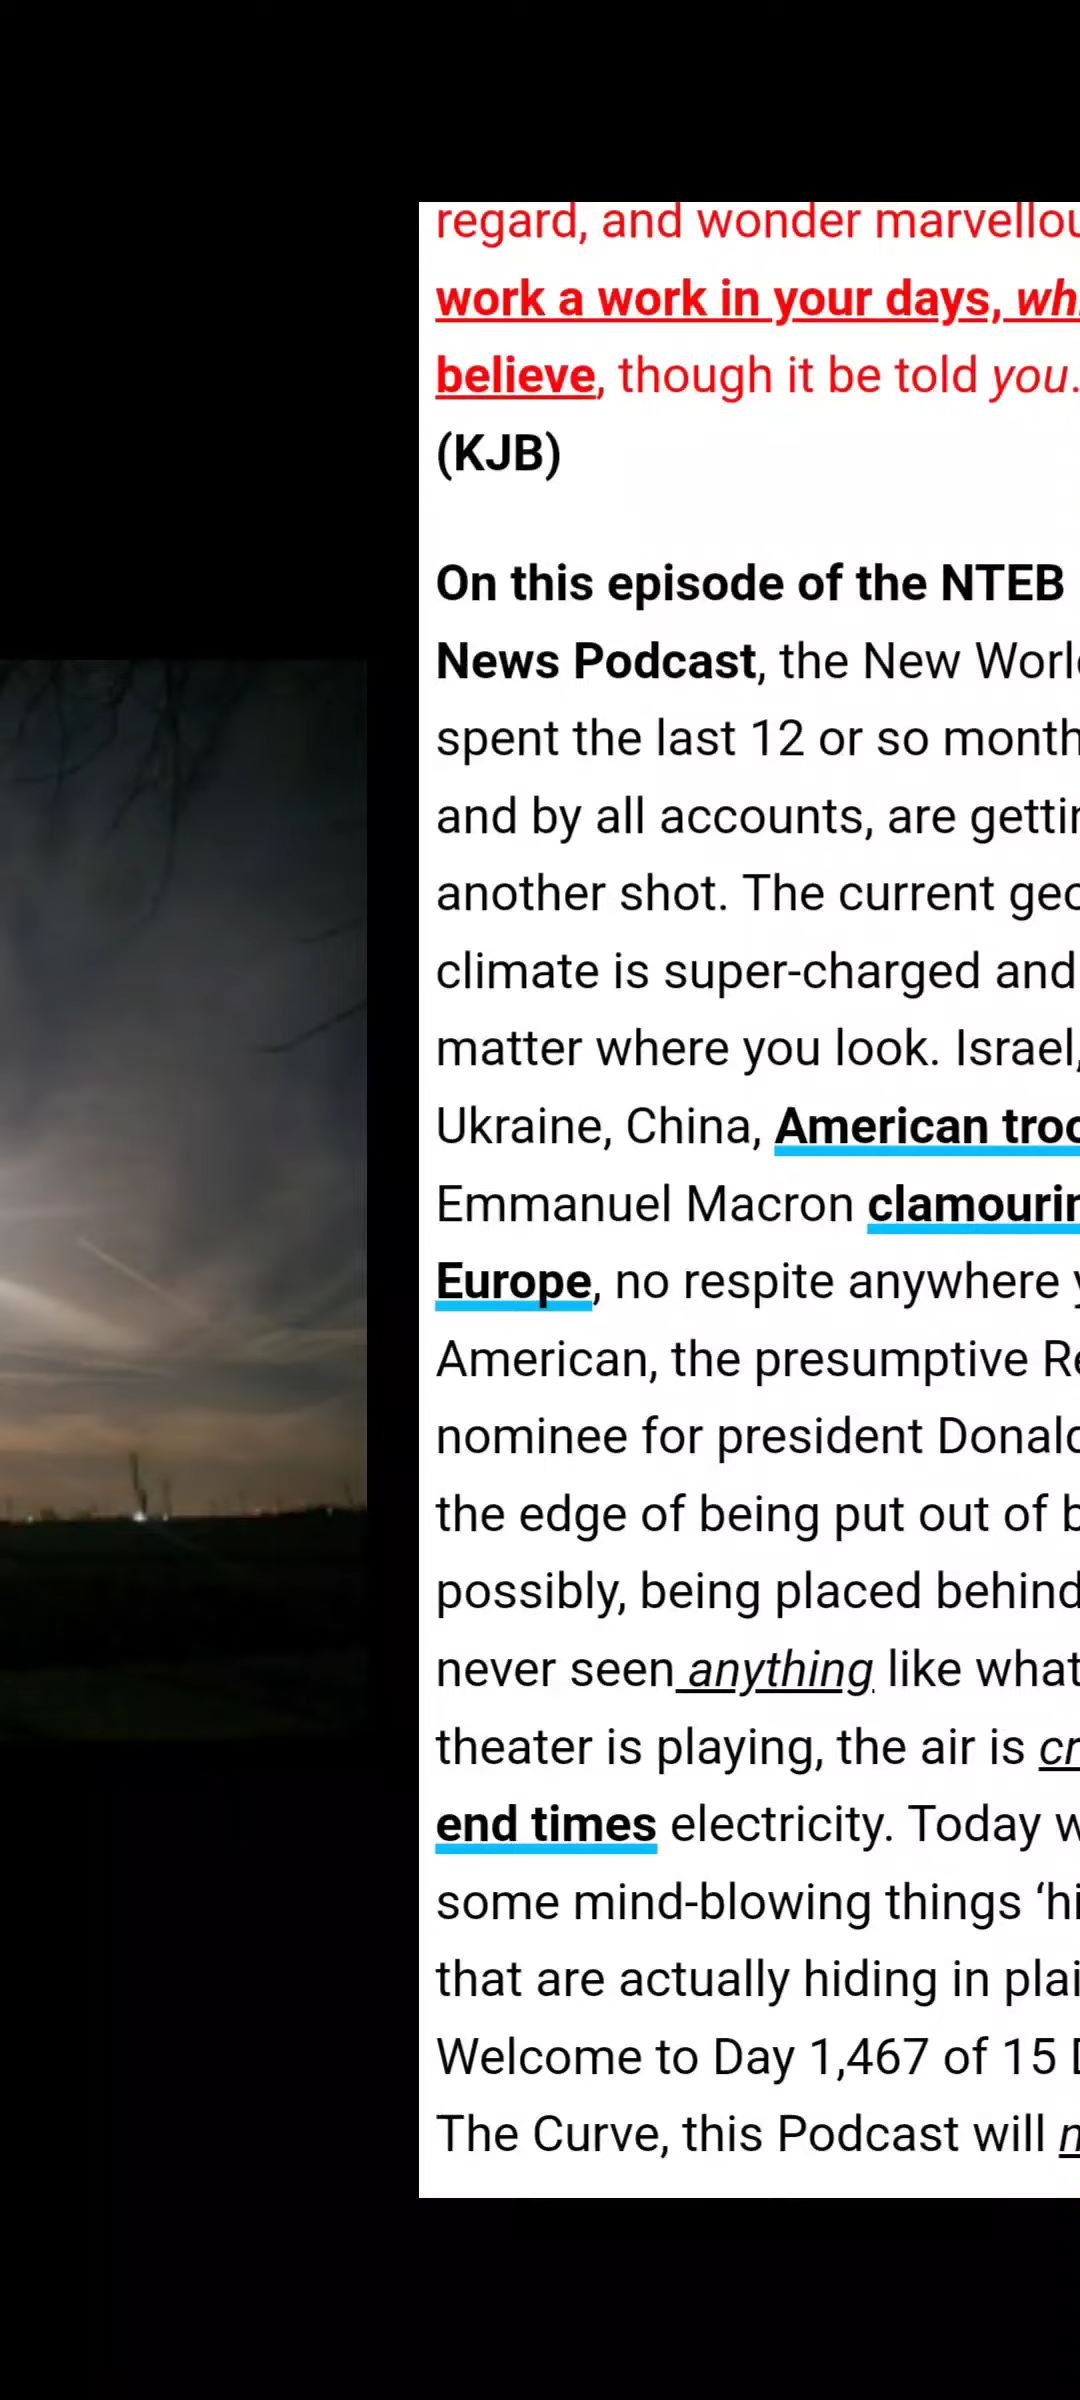 regard, and wonder marvellou
work a work in your days, wh
believe, though it be told you.
(KJB)
On this episode of the NTEB
News Podcast, the New Worl
spent the last 12 or so month
and by all accounts, are gettin
another shot. The current geo
climate is super-charged and
matter where you look. Israel,
Ukraine, China, American troo
Emmanuel Macron clamourin
Europe, no respite anywhere y
American, the presumptive Re
nominee for president Donald
the edge of being put out of b
possibly, being placed behind
never seen anything like what
theater is playing, the air is cr
end times electricity. Today w
some mind-blowing things ‘hi
that are actually hiding in plai
Welcome to Day 1,467 of 15 D
The Curve, this Podcast will n